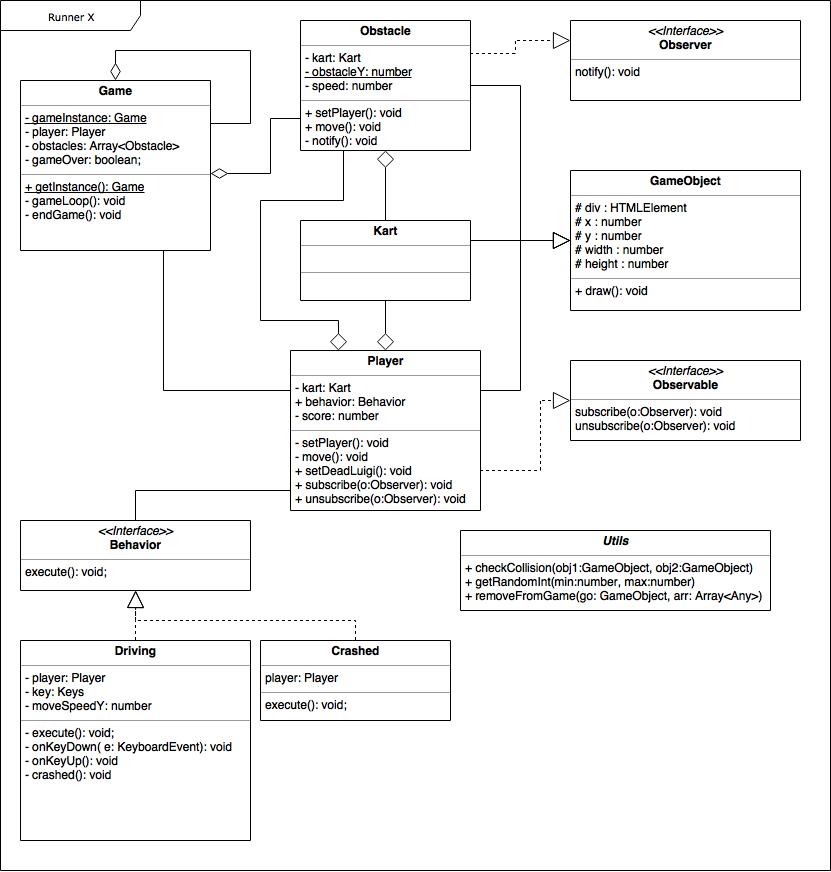 Runner X
Obstacle
- kart: Kart
- obstacleY: number
- speed: number
+ setPlayer(): void
+ move(): void
- notify(): void
<<Interface>>
Observer
notify(): void
Game
- gameInstance: Game
- player: Player
- obstacles: Array<Obstacle>
- gameOver: boolean;
+ getInstance(): Game
- gameLoop(): void
- endGame(): void
GameObject
# div : HTMLElement
# x : number
# y : number
# width : number
# height : number
+ draw(): void
Kart
Player
- kart: Kart
+ behavior: Behavior
- score: number
- setPlayer(): void
- move(): void
+ setDeadLuigi(): void
+ subscribe(o:Observer): void
+ unsubscribe(o:Observer): void
<<Interface>>
Observable
subscribe(o:Observer): void
unsubscribe(o:Observer): void
<<Interface>>
Behavior
execute(): void;
Utils
+ checkCollision(obj1:GameObject, obj2:GameObject)
+ getRandomInt(min:number, max:number)
+ removeFromGame(go: GameObject, arr: Array<Any>)
Driving
- player: Player
- key: Keys
- moveSpeedY: number
- execute(): void;
- onKeyDown( e: KeyboardEvent): void
- onKeyUp(): void
- crashed(): void
Crashed
player: Player
execute(): void;